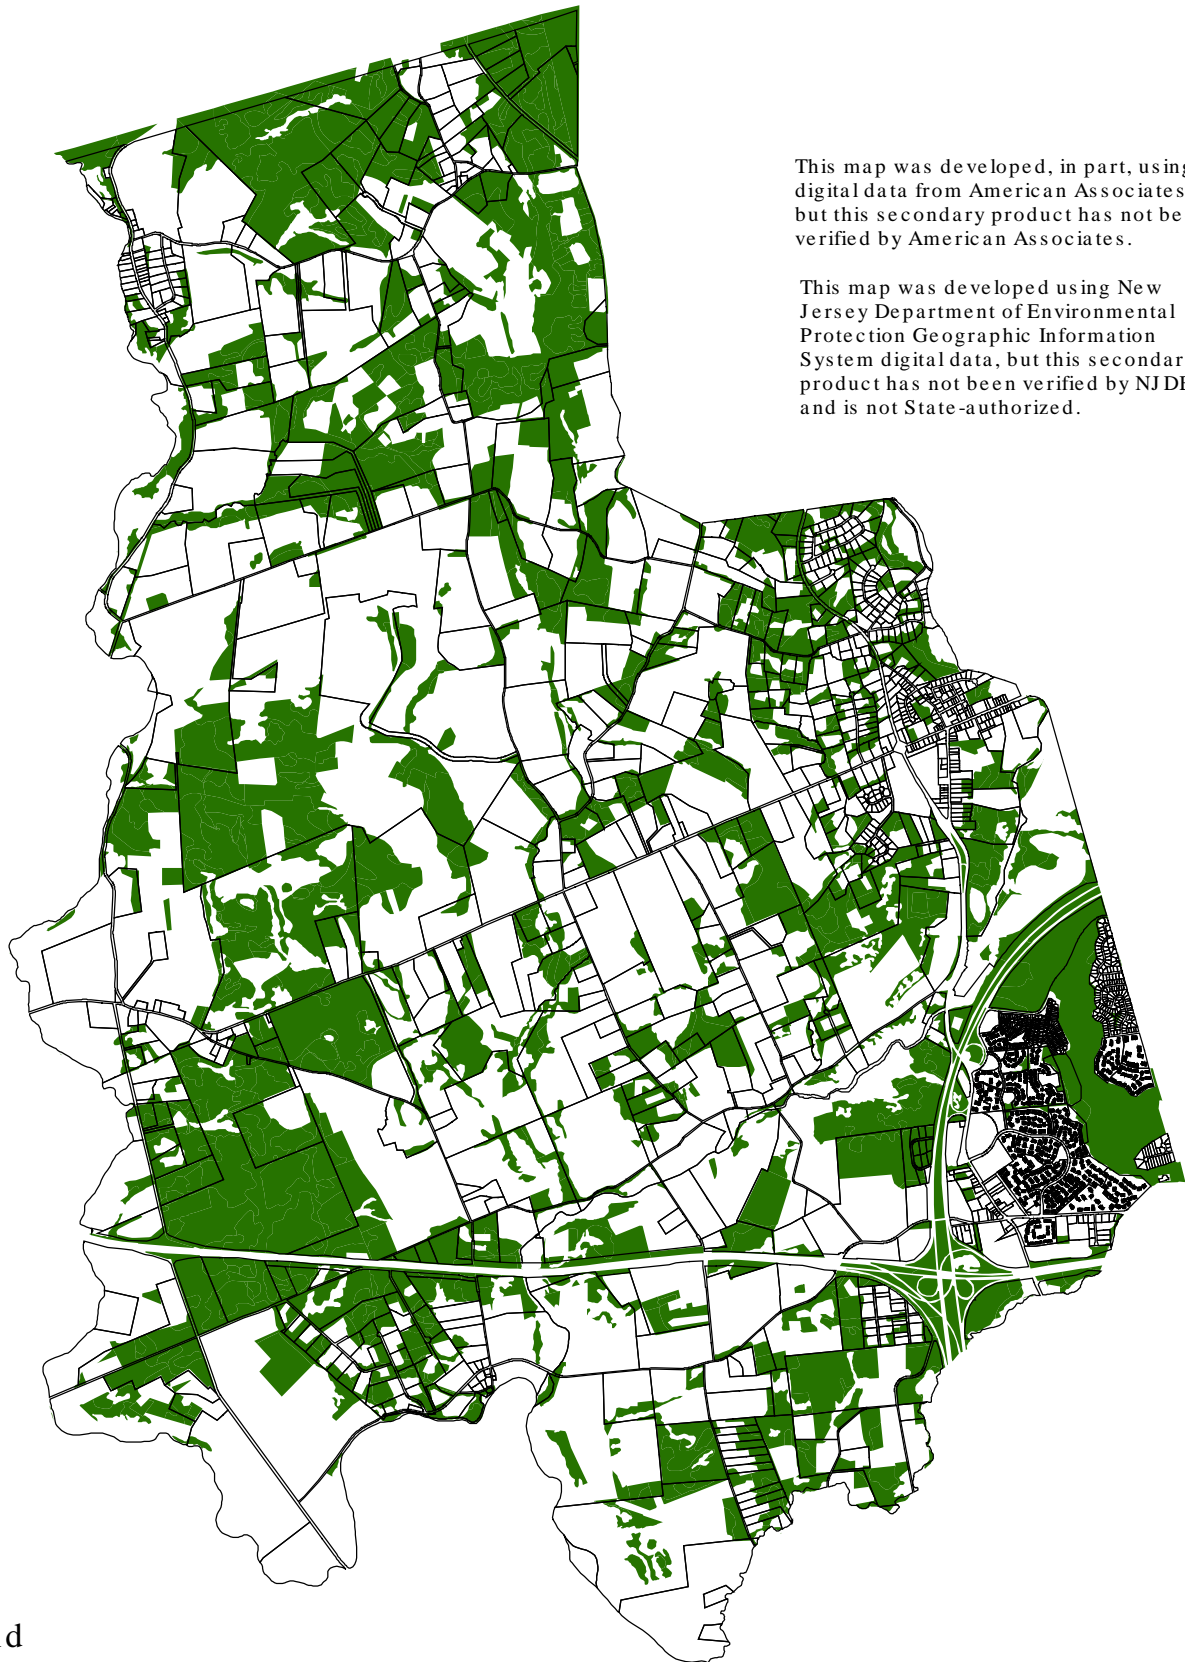 This map was developed, in part, using
digital data from American Associates
but this secondary product has not be
verified by American Associates.
This map was developed using New
Jersey Department of Environmental
Protection Geographic Information
System digital data, but this secondar
product has not been verified by NJDE
and is not State-authorized.
d